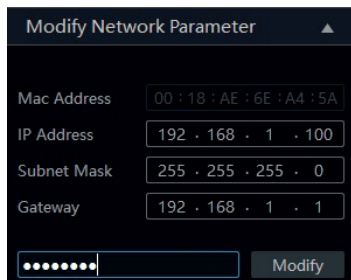 Modify Network Parameter ▲
Mac Address 00 : 18 : AE : 6E : A4 : 5A
IP Address 192 . 168 . 1 . 100
Subnet Mask 255 . 255 . 255 . 0
Gateway 192 . 168 . 1 . 1
●●●●●●●● Modify